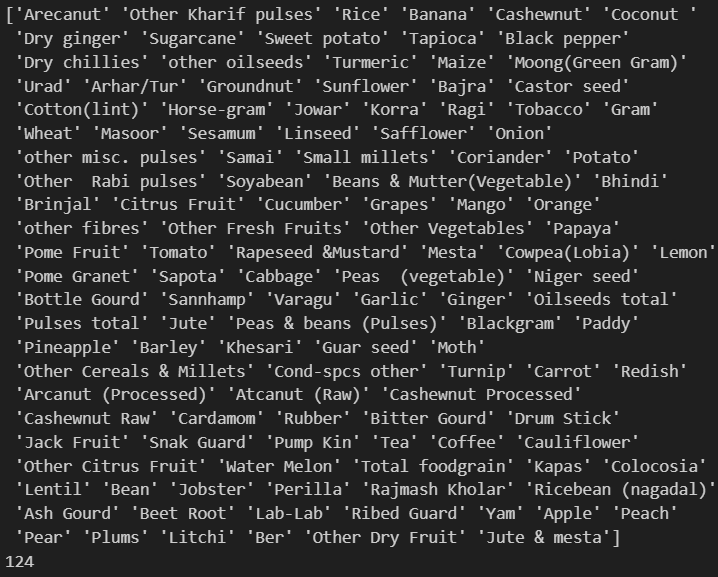 ['Arecanut' 'Other Kharif pulses' 'Rice' 'Banana' 'Cashewnut' 'Coconut '
 'Dry ginger' 'Sugarcane' 'Sweet potato' 'Tapioca' 'Black pepper'
 'Dry chillies' 'other oilseeds' 'Turmeric' 'Maize' 'Moong(Green Gram)'
 'Urad' 'Arhar/Tur' 'Groundnut' 'Sunflower' 'Bajra' 'Castor seed'
 'Cotton(lint)' 'Horse-gram' 'Jowar' 'Korra' 'Ragi' 'Tobacco' 'Gram'
 'Wheat' 'Masoor' 'Sesamum' 'Linseed' 'Safflower' 'Onion'
 'other misc. pulses' 'Samai' 'Small millets' 'Coriander' 'Potato'
 'Other  Rabi pulses' 'Soyabean' 'Beans & Mutter(Vegetable)' 'Bhindi'
 'Brinjal' 'Citrus Fruit' 'Cucumber' 'Grapes' 'Mango' 'Orange'
 'other fibres' 'Other Fresh Fruits' 'Other Vegetables' 'Papaya'
 'Pome Fruit' 'Tomato' 'Rapeseed &Mustard' 'Mesta' 'Cowpea(Lobia)' 'Lemon'
 'Pome Granet' 'Sapota' 'Cabbage' 'Peas  (vegetable)' 'Niger seed'
 'Bottle Gourd' 'Sannhamp' 'Varagu' 'Garlic' 'Ginger' 'Oilseeds total'
 'Pulses total' 'Jute' 'Peas & beans (Pulses)' 'Blackgram' 'Paddy'
 'Pineapple' 'Barley' 'Khesari' 'Guar seed' 'Moth'
 'Other Cereals & Millets' 'Cond-spcs other' 'Turnip' 'Carrot' 'Redish'
 'Arcanut (Processed)' 'Atcanut (Raw)' 'Cashewnut Processed'
 'Cashewnut Raw' 'Cardamom' 'Rubber' 'Bitter Gourd' 'Drum Stick'
 'Jack Fruit' 'Snak Guard' 'Pump Kin' 'Tea' 'Coffee' 'Cauliflower'
 'Other Citrus Fruit' 'Water Melon' 'Total foodgrain' 'Kapas' 'Colocosia'
 'Lentil' 'Bean' 'Jobster' 'Perilla' 'Rajmash Kholar' 'Ricebean (nagadal)'
 'Ash Gourd' 'Beet Root' 'Lab-Lab' 'Ribed Guard' 'Yam' 'Apple' 'Peach'
 'Pear' 'Plums' 'Litchi' 'Ber' 'Other Dry Fruit' 'Jute & mesta']
124